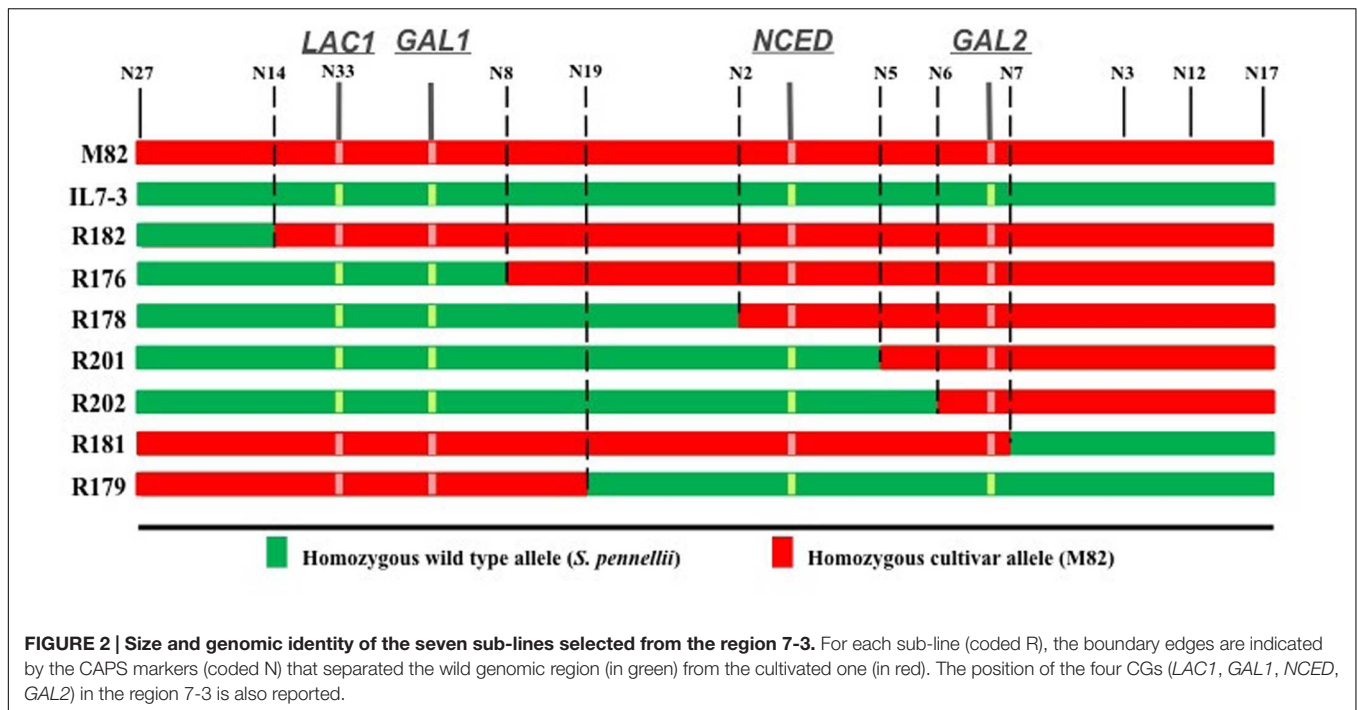 LAC1 GAL1 NCED GAL2
N27 N14 N33 N8 N19 N2 N5 N6 N7 N3 N12 N17
M82
IL7-3
R182
R176
R178
R201
R202
R181
R179
Homozygous wild type allele (S. pennellii) Homozygous cultivar allele (M82)
FIGURE 2 | Size and genomic identity of the seven sub-lines selected from the region 7-3. For each sub-line (coded R), the boundary edges are indicated
by the CAPS markers (coded N) that separated the wild genomic region (in green) from the cultivated one (in red). The position of the four CGs (LAC1, GAL1, NCED,
GAL2) in the region 7-3 is also reported.